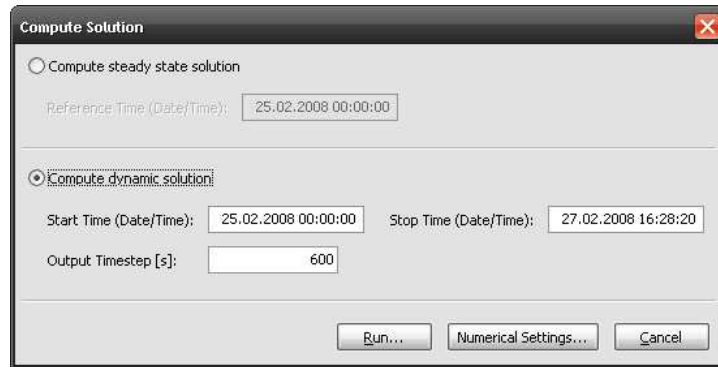 Compute Solution
Compute steady state solution
Reference Time (Date/Time): 25.02.2008 00:00:00
Compute dynamic solution
Start Time (Date/Time): 25.02.2008 00:00:00 Stop Time (Date/Time): 27.02.2008 16:28:20
Output Timestep [s]: 600
Run... Numerical Settings... Cancel